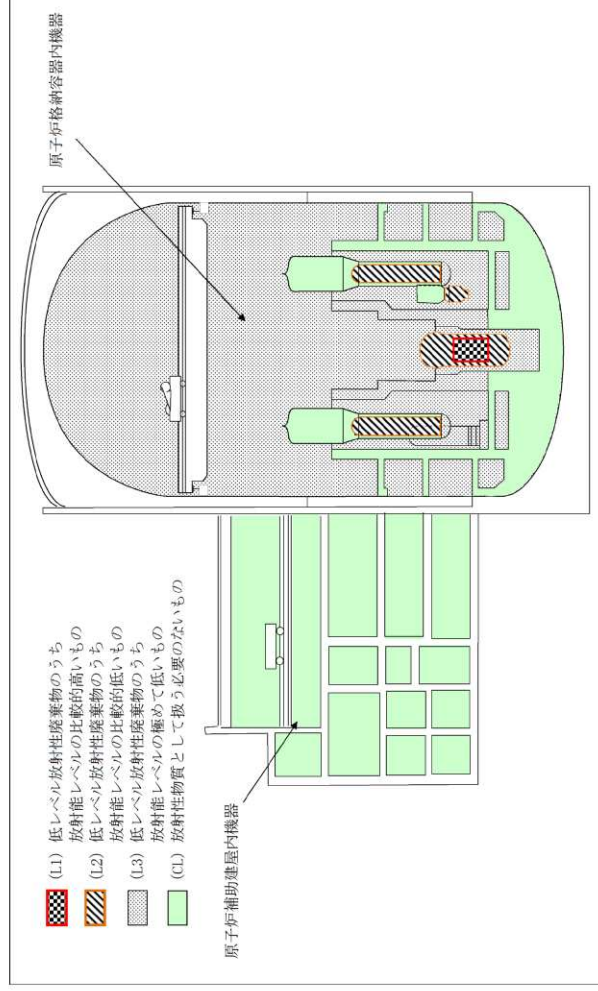 (L1) 低レベル放射性廃棄物のうち
放射能レベルの比較的高いもの
(L2) 低レベル放射性廃棄物のうち
放射能レベルの比較的低いもの
(L3) 低レベル放射性廃棄物のうち
放射能レベルの極めて低いもの
(CL) 放射性物質として扱う必要のないもの
原子炉格納容器内機器
原子炉補助建屋内機器